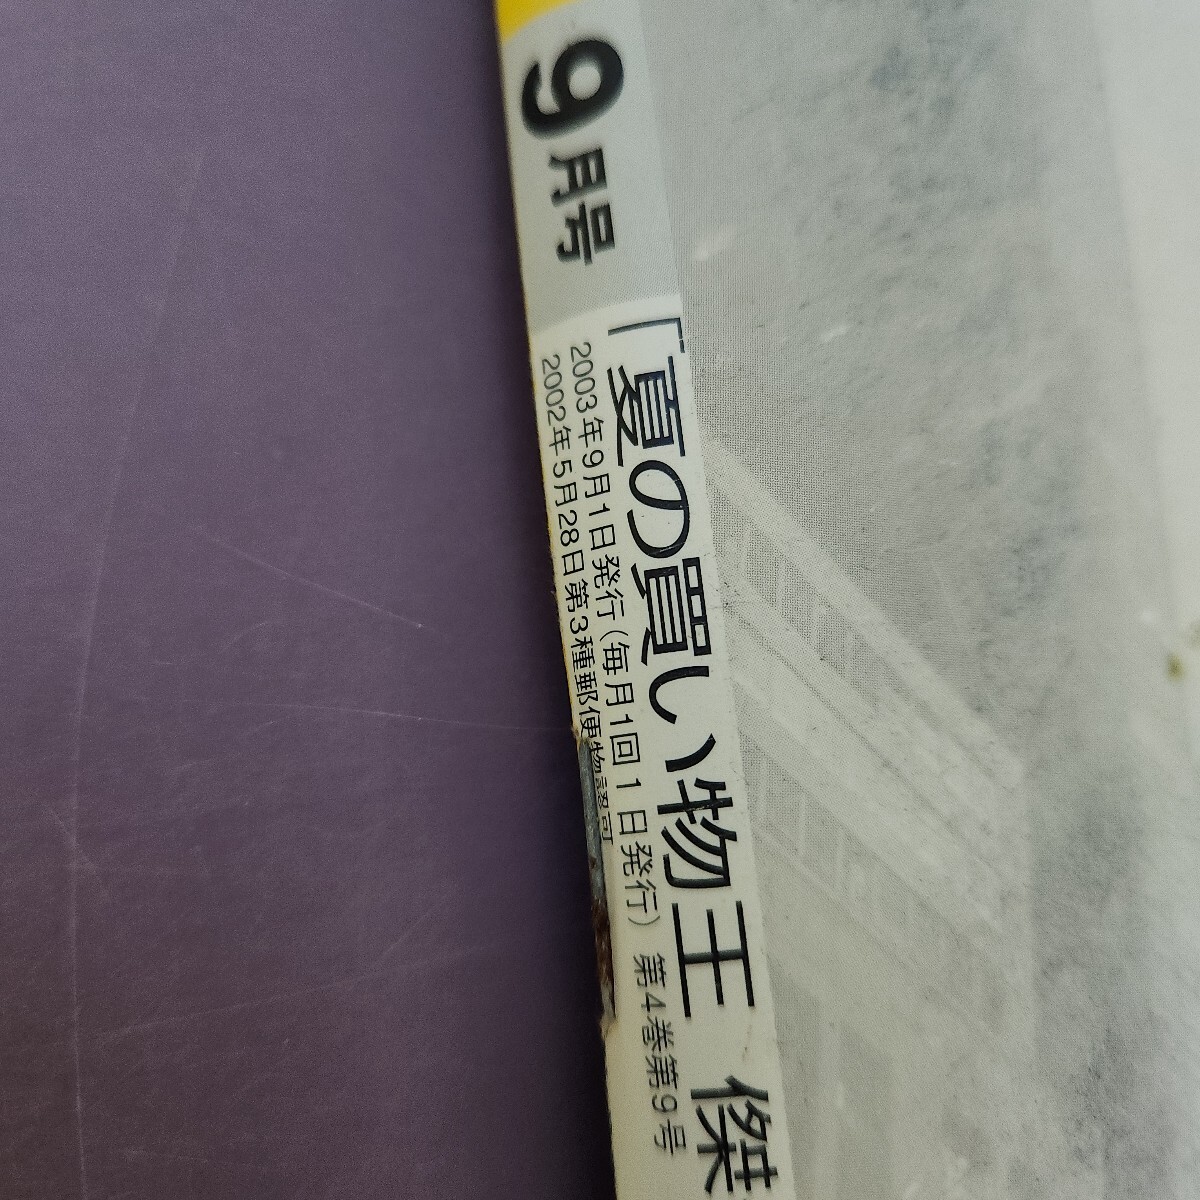 9月号
「夏の買い物王 傑
2003年9月1日発行(毎月1回1日発行) 第4巻第9号
2002年5月28日第3種郵便物認可